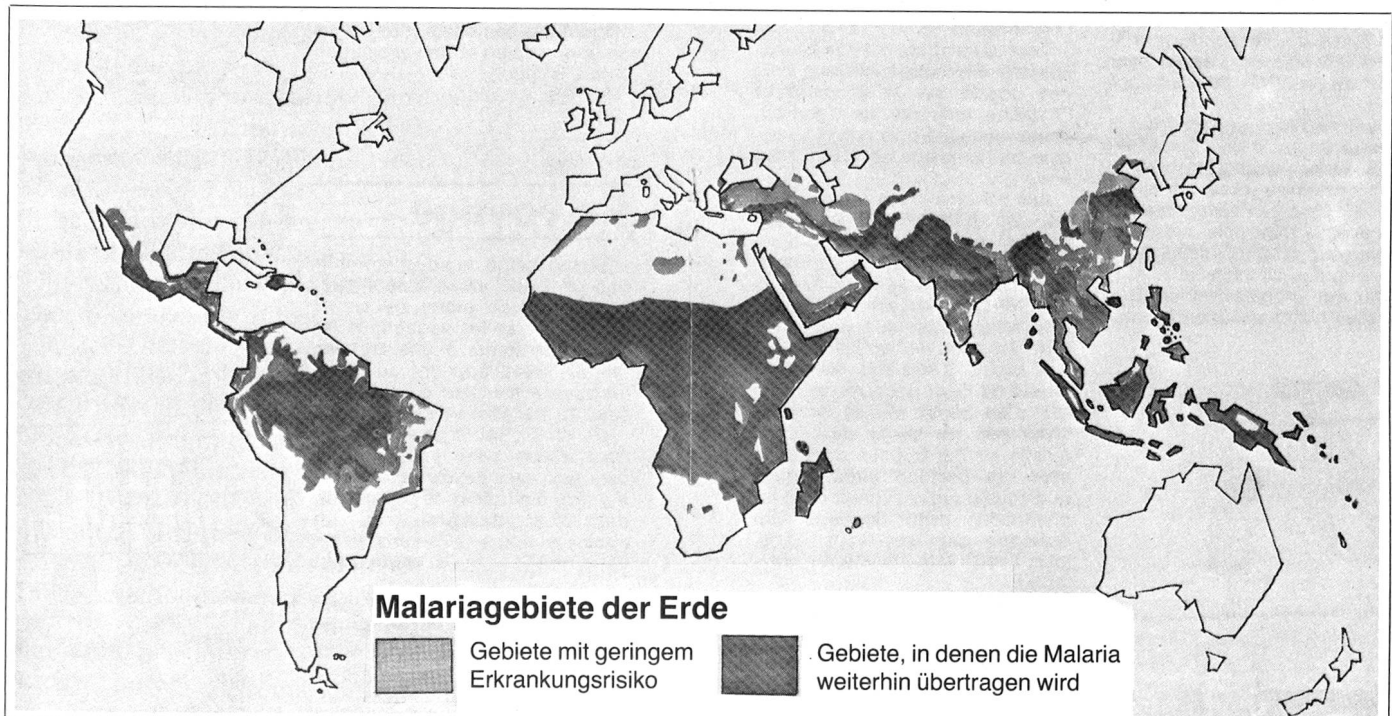 Malariagebiete der Erde
Gebiete mit geringem
Erkrankungsrisiko
Gebiete, in denen die Malaria
weiterhin übertragen wird